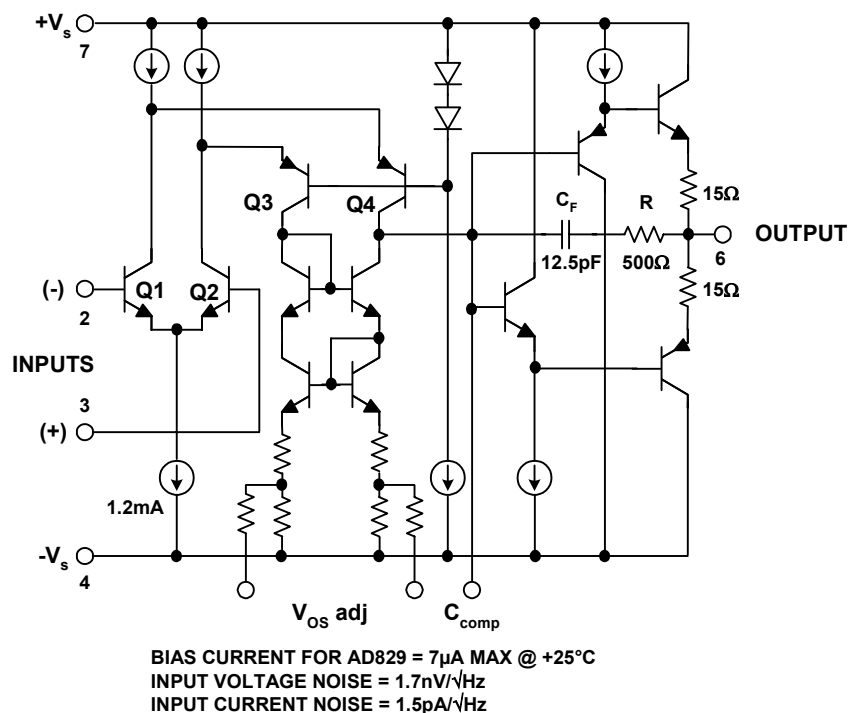 +Vs
7
Q3
Q4
CF
R
15Ω
OUTPUT
12.5pF
500Ω
6
(-)
2
Q1
Q2
15Ω
INPUTS
3
(+)
1.2mA
-Vs
4
VOS adj
Ccomp
BIAS CURRENT FOR AD829 = 7µA MAX @ +25°C
INPUT VOLTAGE NOISE = 1.7nV/√Hz
INPUT CURRENT NOISE = 1.5pA/√Hz